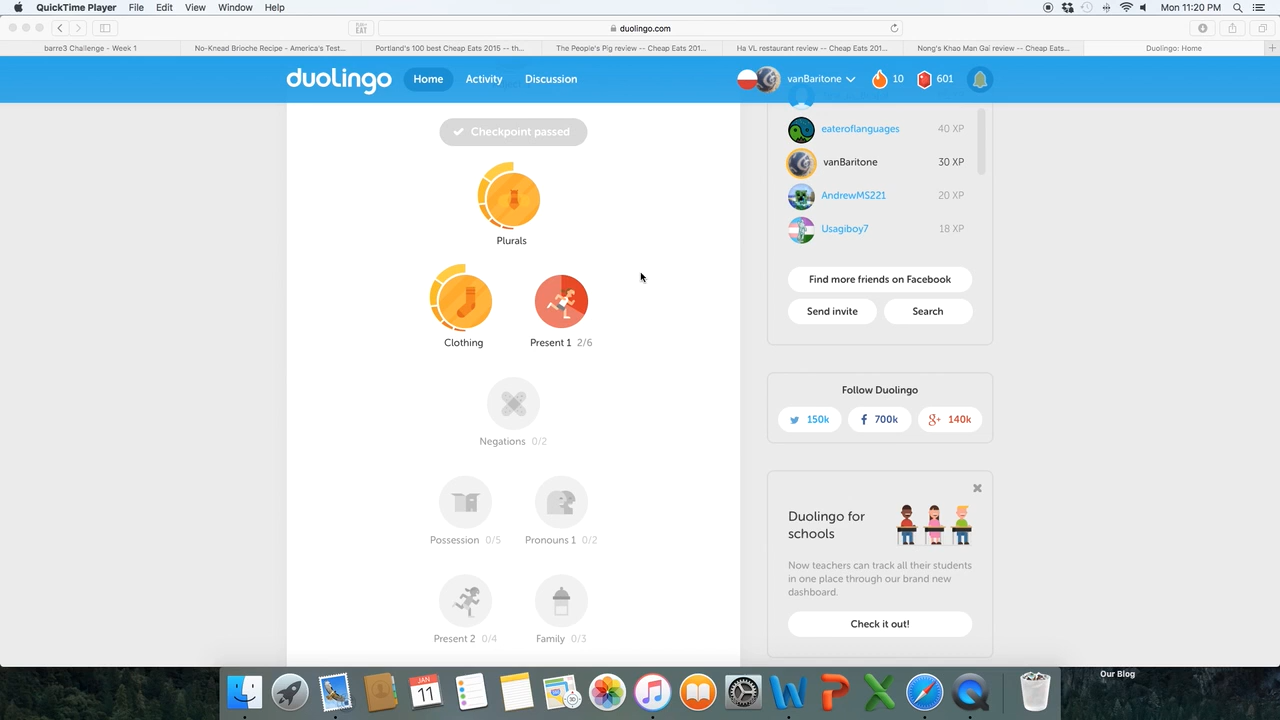 QuickTime Player File Edit View Window Help
Mon 11:20 PM
duolingo.com
barre3 Challenge - Week 1
No-Knead Brioche Recipe - America's Test...
Portland's 100 best Cheap Eats 2015 -- th...
The People's Pig review -- Cheap Eats 201...
Ha VL restaurant review -- Cheap Eats 201...
Nong's Khao Man Gai review -- Cheap Eats...
Duolingo: Home
duolingo Home Activity Discussion
vanBaritone 10 601
Checkpoint passed
Plurals
Clothing
Present 1 2/6
Negations 0/2
Possession 0/5
Pronouns 1 0/2
Present 2 0/4
Family 0/3
eateroflanguages 40 XP
vanBaritone 30 XP
AndrewMS221 20 XP
Usagiboy7 18 XP
Find more friends on Facebook
Send invite
Search
Follow Duolingo
150k
700k
g+ 140k
Duolingo for
schools
Now teachers can track all their students
in one place through our brand new
dashboard.
Check it out!
JAN
11
Our Blog